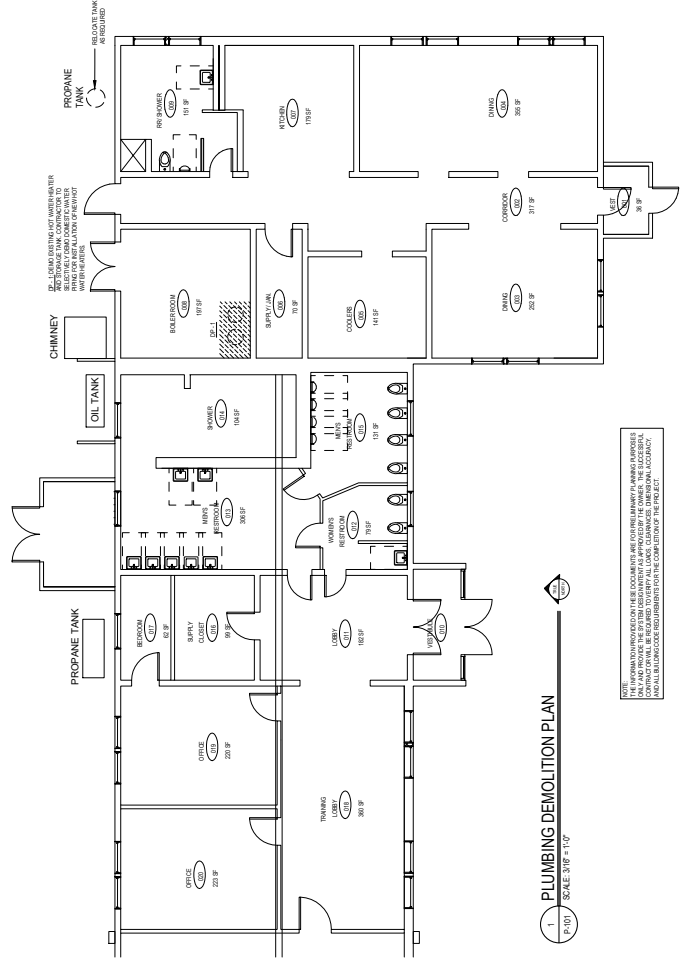 PROPANE
TANK
RELOCATE TANK
AS REQUIRED
DP - 1 DEMO EXISTING HOT WATER HEATER
AND STORAGE TANK. CONTRACTOR TO
SELECTIVELY DEMO DOMESTIC WATER
PIPING FOR INSTALLATION OF NEW HOT
WATER HEATERS.
CHIMNEY
OIL TANK
PROPANE TANK
RR/ SHOWER
009
151 SF
KITCHEN
007
179 SF
DINING
004
355 SF
CORRIDOR
002
317 SF
VEST
001
36 SF
BOILER ROOM
008
197 SF
DP - 1
SUPPLY/ JAN.
006
70 SF
COOLERS
005
141 SF
DINING
003
252 SF
SHOWER
014
104 SF
MEN'S
RESTROOM
015
131 SF
MEN'S
RESTROOM
013
306 SF
WOMEN'S
RESTROOM
012
79 SF
BEDROOM
017
62 SF
SUPPLY
CLOSET
016
99 SF
LOBBY
011
182 SF
VESTIBULE
010
OFFICE
019
220 SF
TRAINING
LOBBY
018
360 SF
OFFICE
020
223 SF
1
P-101
PLUMBING DEMOLITION PLAN
SCALE: 3/16" = 1'-0"
TRUE
NORTH
NOTE:
THE INFORMATION PROVIDED ON THESE DOCUMENTS ARE FOR PRELIMINARY PLANNING PURPOSES
ONLY AND PROVIDE THE SYSTEM DESIGN INTENT AS APPROVED BY THE OWNER. THE SUCCESSFUL
CONTRACTOR WILL BE REQUIRED TO VERIFY ALL LOADS, CLEARANCES, DIMENSIONAL ACCURACY,
AND ALL BUILDING CODE REQUIREMENTS FOR THE COMPLETION OF THE PROJECT.